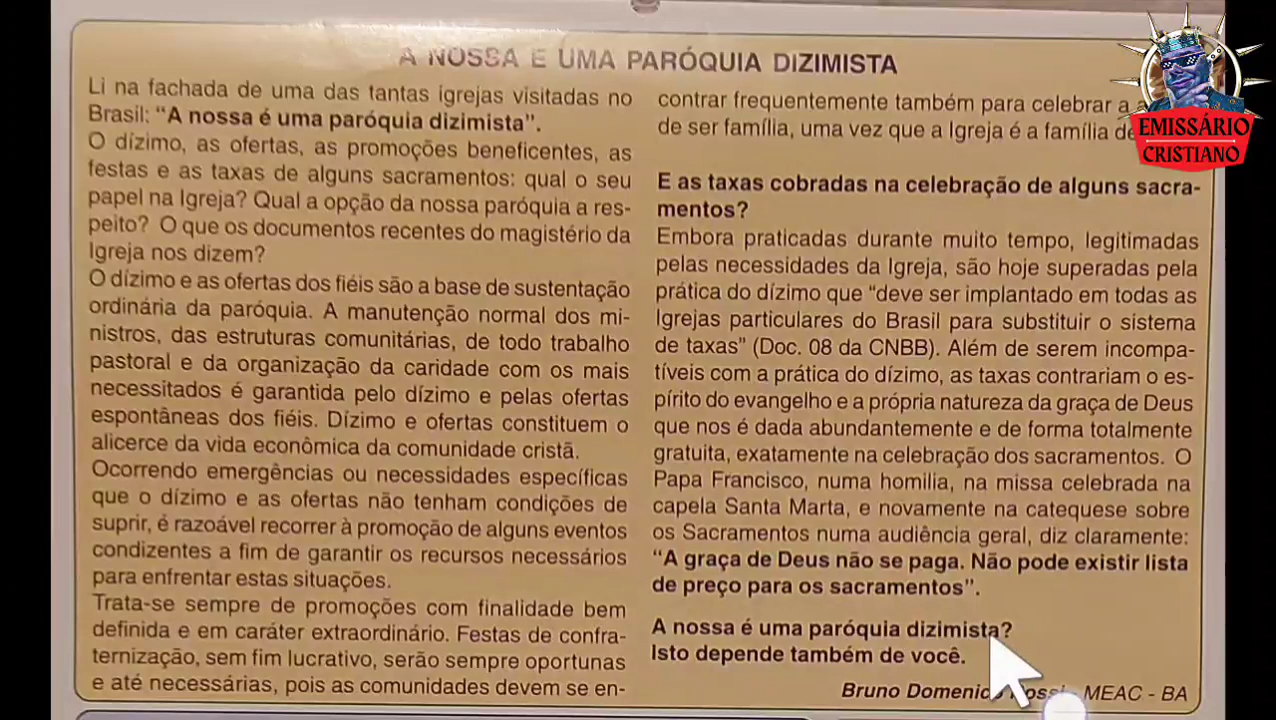 A NOSSA E UMA PARÓQUIA DIZIMISTA
Li na fachada de uma das tantas igrejas visitadas no
Brasil: “A nossa é uma paróquia dizimista”.
O dízimo, as ofertas, as promoções beneficentes, as
festas e as taxas de alguns sacramentos: qual o seu
papel na Igreja? Qual a opção da nossa paróquia a res-
peito? O que os documentos recentes do magistério da
Igreja nos dizem?
O dízimo e as ofertas dos fiéis são a base de sustentação
ordinária da paróquia. A manutenção normal dos mi-
nistros, das estruturas comunitárias, de todo trabalho
pastoral e da organização da caridade com os mais
necessitados é garantida pelo dízimo e pelas ofertas
espontâneas dos fiéis. Dízimo e ofertas constituem o
alicerce da vida econômica da comunidade cristã.
Ocorrendo emergências ou necessidades específicas
que o dízimo e as ofertas não tenham condições de
suprir, é razoável recorrer à promoção de alguns eventos
condizentes a fim de garantir os recursos necessários
para enfrentar estas situações.
Trata-se sempre de promoções com finalidade bem
definida e em caráter extraordinário. Festas de confra-
ternização, sem fim lucrativo, serão sempre oportunas
e até necessárias, pois as comunidades devem se en-
contrar frequentemente também para celebrar a
de ser família, uma vez que a Igreja é a família
E as taxas cobradas na celebração de alguns sacra-
mentos?
Embora praticadas durante muito tempo, legitimadas
pelas necessidades da Igreja, são hoje superadas pela
prática do dízimo que “deve ser implantado em todas as
Igrejas particulares do Brasil para substituir o sistema
de taxas” (Doc. 08 da CNBB). Além de serem incompa-
tíveis com a prática do dízimo, as taxas contrariam o es-
pírito do evangelho e a própria natureza da graça de Deus
que nos é dada abundantemente e de forma totalmente
gratuita, exatamente na celebração dos sacramentos. O
Papa Francisco, numa homilia, na missa celebrada na
capela Santa Marta, e novamente na catequese sobre
os Sacramentos numa audiência geral, diz claramente:
“A graça de Deus não se paga. Não pode existir lista
de preço para os sacramentos”.
A nossa é uma paróquia dizimista?
Isto depende também de você.
Bruno Domenico MEAC - BA
EMISSÁRIO
CRISTIANO